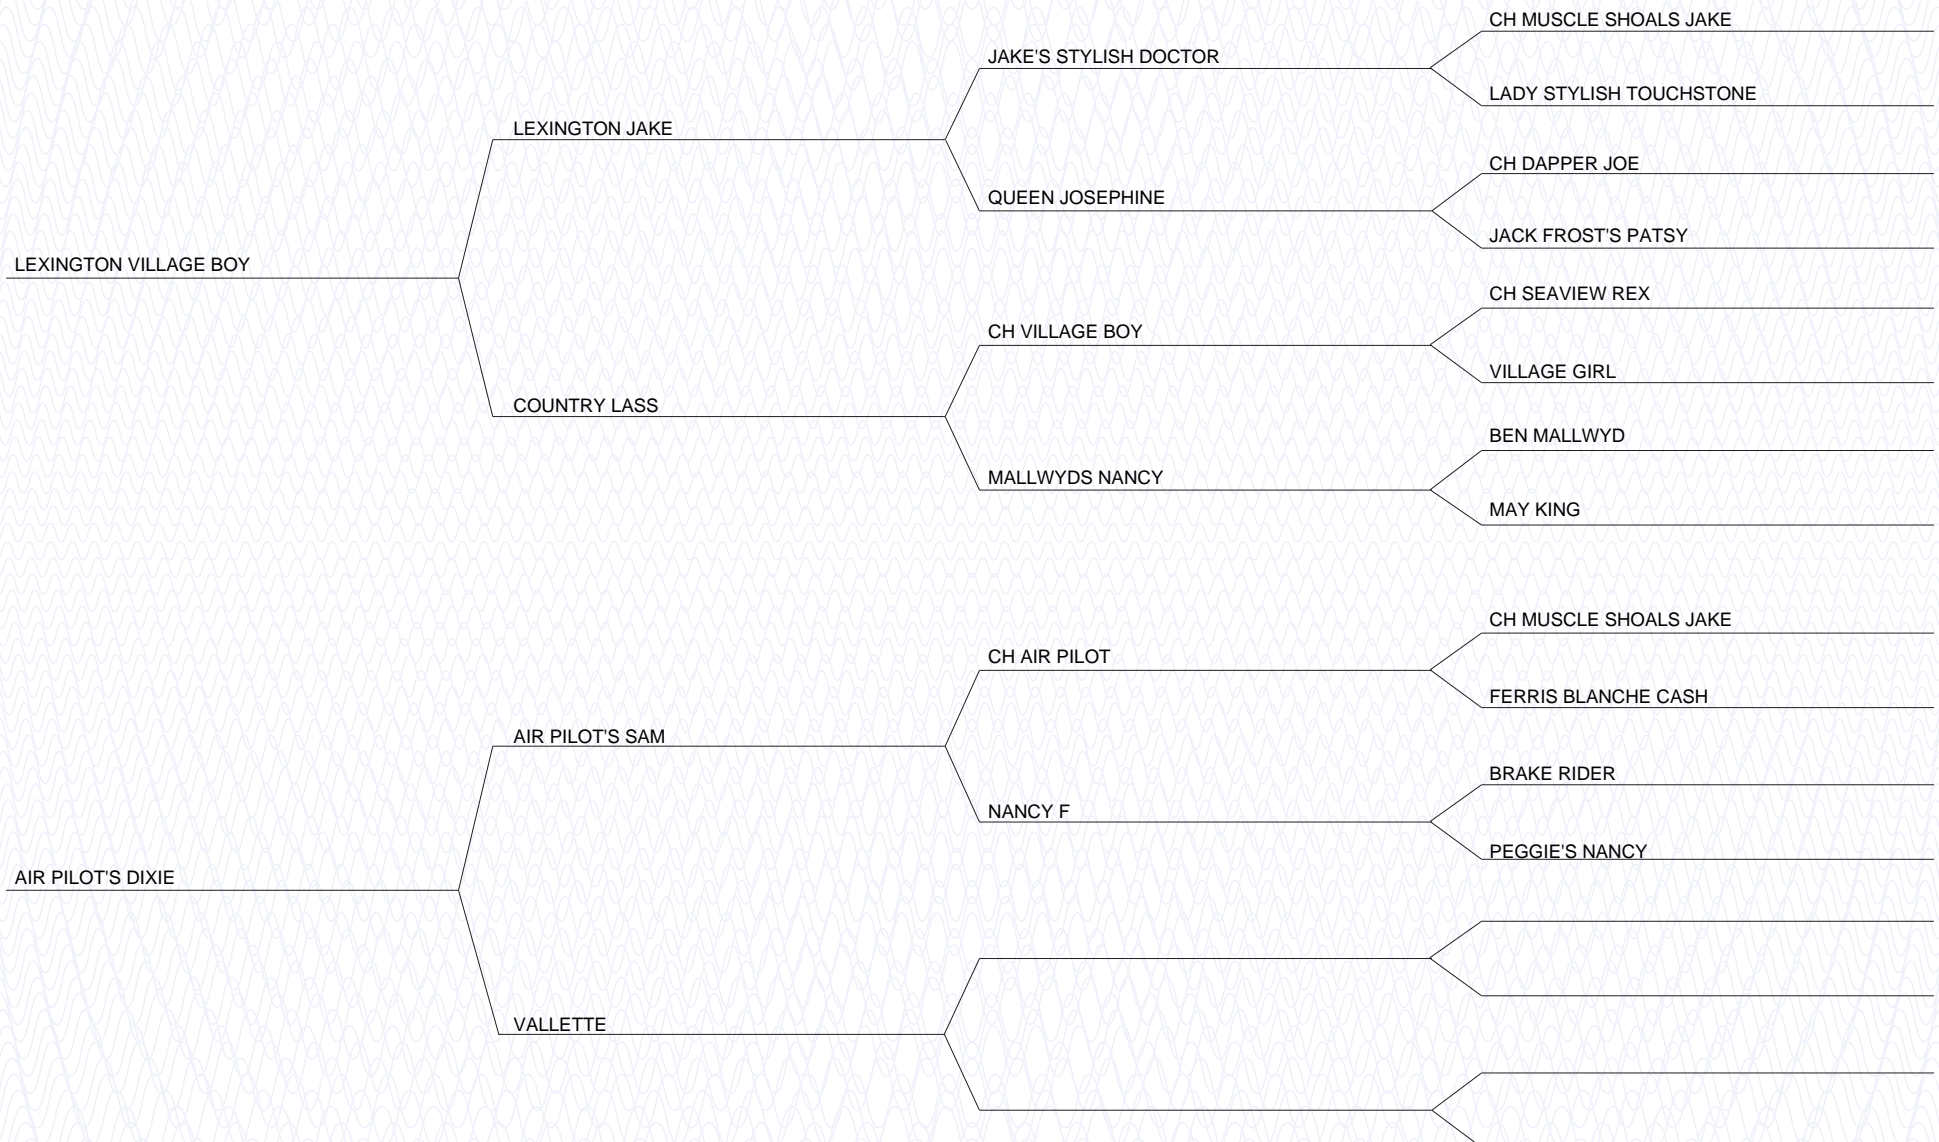 CH MUSCLE SHOALS JAKE
JAKE'S STYLISH DOCTOR
LADY STYLISH TOUCHSTONE
LEXINGTON JAKE
CH DAPPER JOE
QUEEN JOSEPHINE
JACK FROST'S PATSY
LEXINGTON VILLAGE BOY
CH SEAVIEW REX
CH VILLAGE BOY
VILLAGE GIRL
COUNTRY LASS
BEN MALLWYD
MALLWYDS NANCY
MAY KING
CH MUSCLE SHOALS JAKE
CH AIR PILOT
FERRIS BLANCHE CASH
AIR PILOT'S SAM
BRAKE RIDER
NANCY F
PEGGIE'S NANCY
AIR PILOT'S DIXIE
VALLETTE